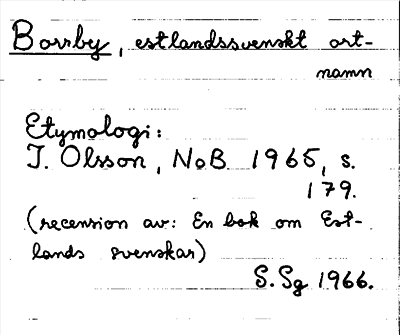 Borrby, estlandssvenskt ort-
namn
Etymologi:
I. Olsson, NoB 1965, s.
179.
(recension av: En bok om Est-
lands svenskar)
S. Sg 1966.